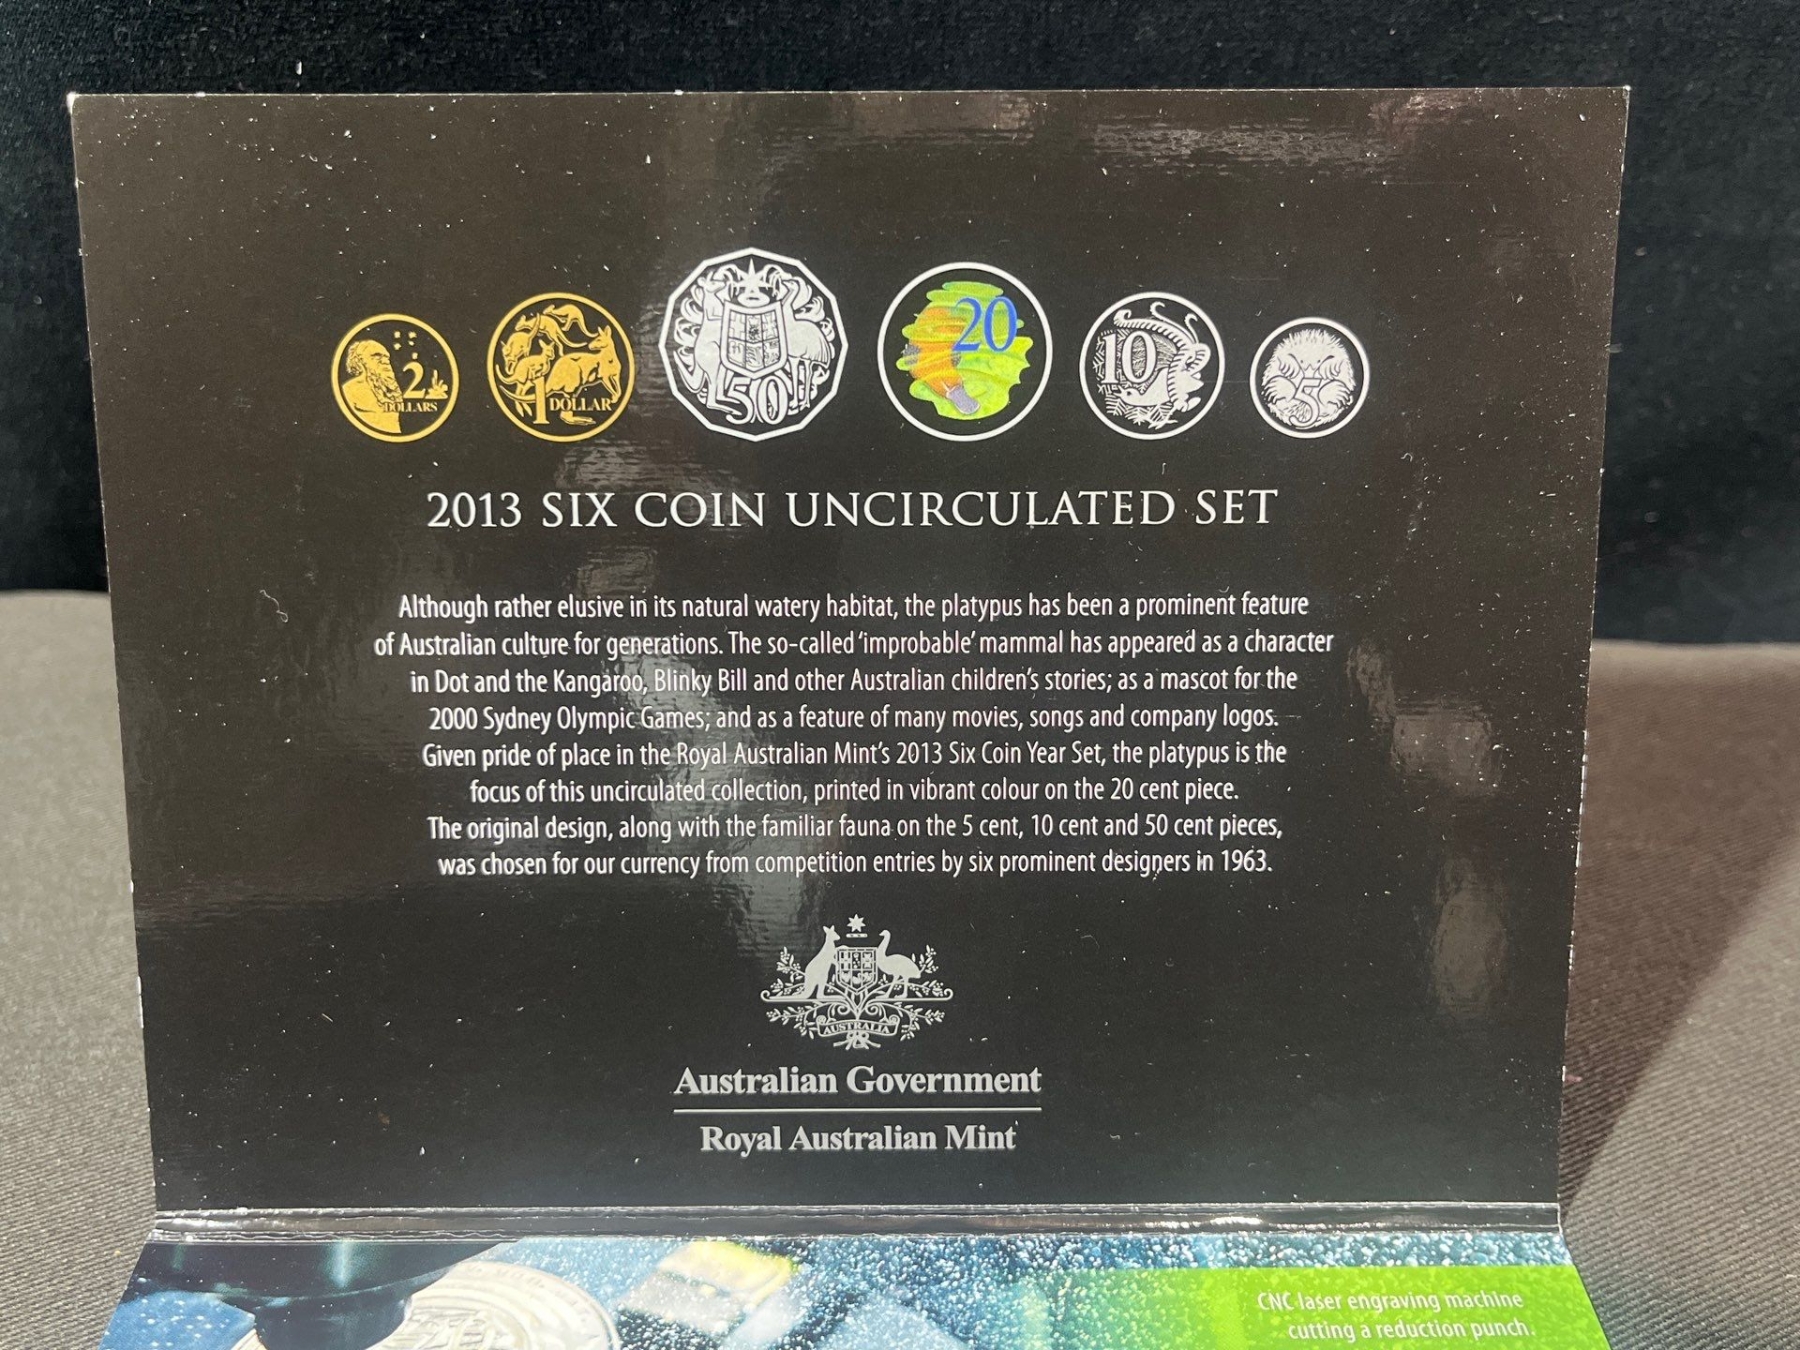 2
DOLLARS
1
DOLLAR
50
20
10
5
2013 SIX COIN UNCIRCULATED SET
Although rather elusive in its natural watery habitat, the platypus has been a prominent feature
of Australian culture for generations. The so-called 'improbable' mammal has appeared as a character
in Dot and the Kangaroo, Blinky Bill and other Australian children's stories; as a mascot for the
2000 Sydney Olympic Games; and as a feature of many movies, songs and company logos.
Given pride of place in the Royal Australian Mint's 2013 Six Coin Year Set, the platypus is the
focus of this uncirculated collection, printed in vibrant colour on the 20 cent piece.
The original design, along with the familiar fauna on the 5 cent, 10 cent and 50 cent pieces,
was chosen for our currency from competition entries by six prominent designers in 1963.
AUSTRALIA
Australian Government
Royal Australian Mint
CNC laser engraving machine
cutting a reduction punch.